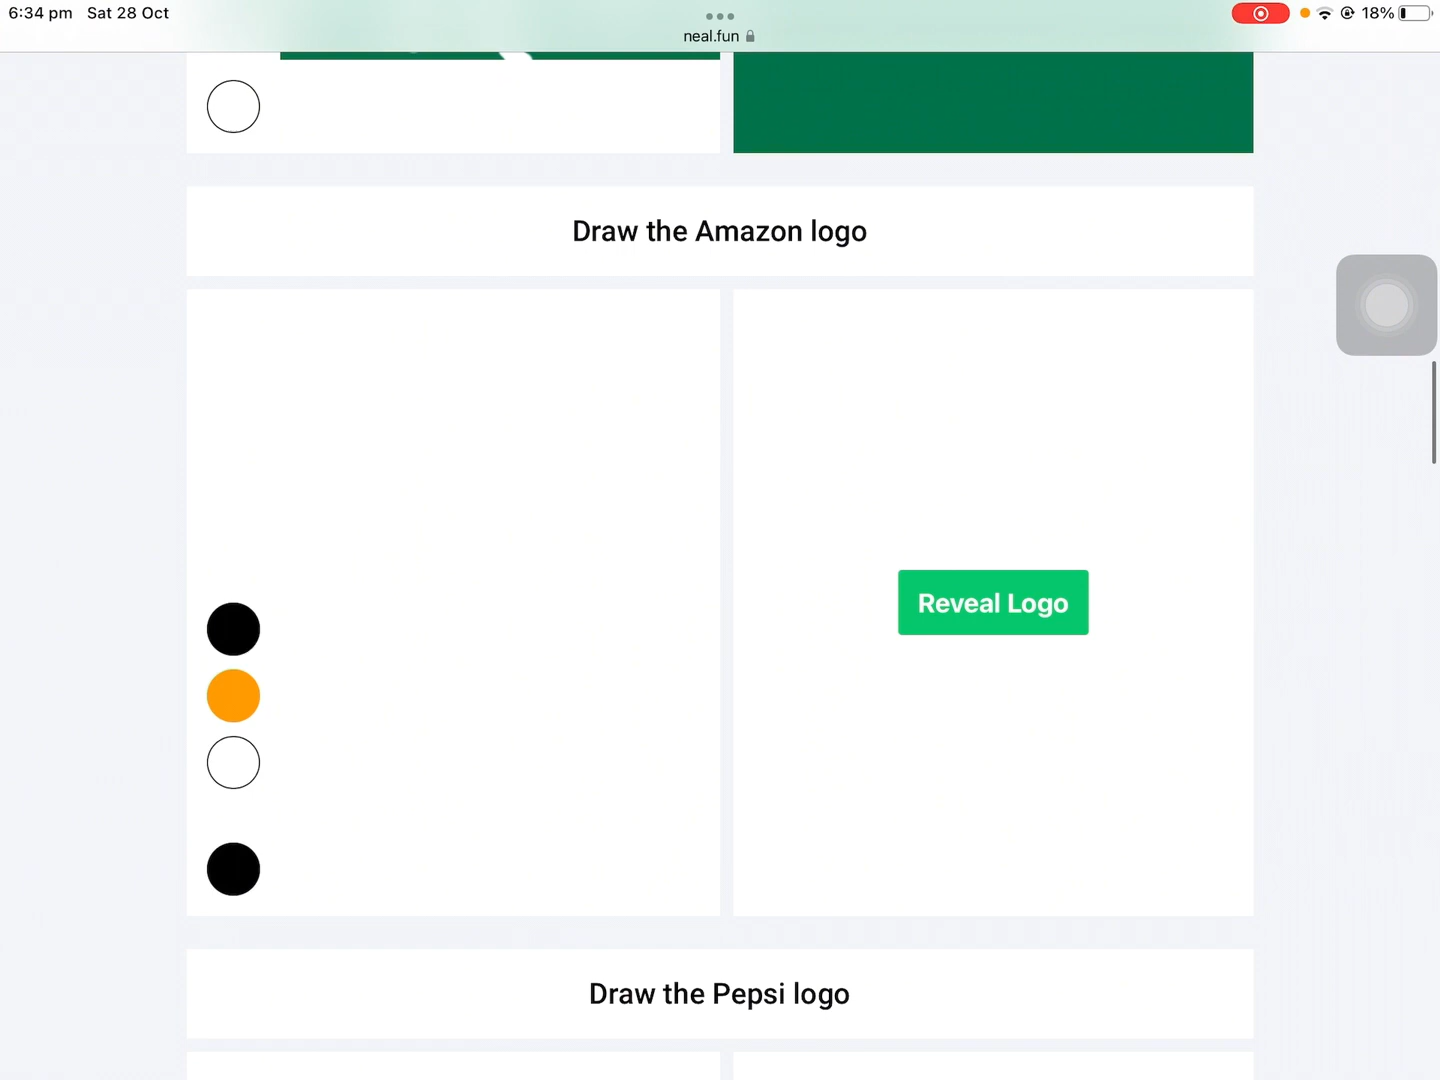 6:34 pm Sat 28 Oct
18%
neal.fun
Draw the Amazon logo
Reveal Logo
Draw the Pepsi logo